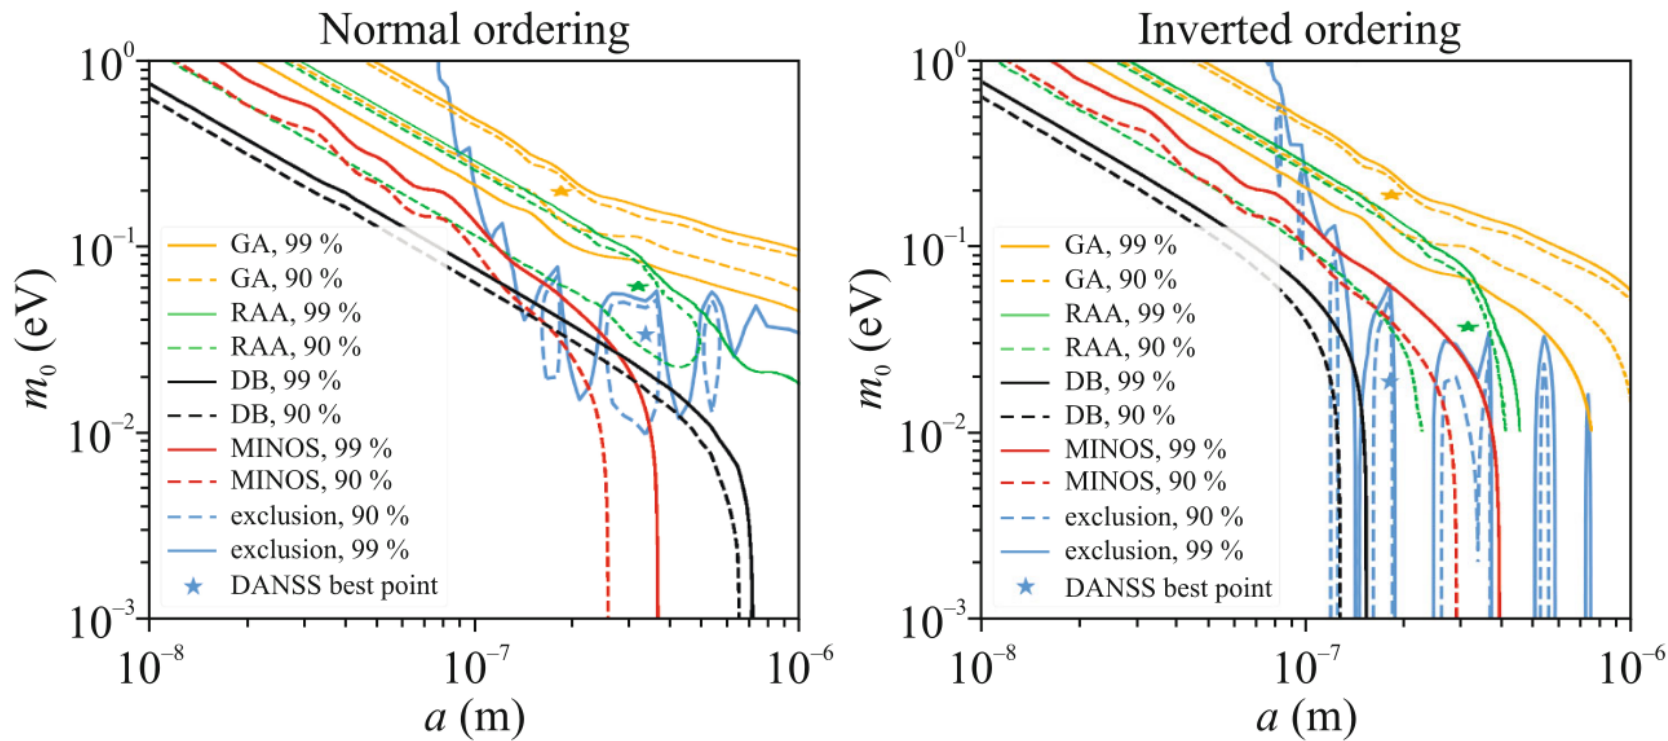 Normal ordering
10⁰
10⁻¹
10⁻²
10⁻³
m₀ (eV)
GA, 99 %
GA, 90 %
RAA, 99 %
RAA, 90 %
DB, 99 %
DB, 90 %
MINOS, 99 %
MINOS, 90 %
exclusion, 90 %
exclusion, 99 %
DANSS best point
10⁻⁸
10⁻⁷
10⁻⁶
a (m)
Inverted ordering
10⁰
10⁻¹
10⁻²
10⁻³
m₀ (eV)
GA, 99 %
GA, 90 %
RAA, 99 %
RAA, 90 %
DB, 99 %
DB, 90 %
MINOS, 99 %
MINOS, 90 %
exclusion, 90 %
exclusion, 99 %
DANSS best point
10⁻⁸
10⁻⁷
10⁻⁶
a (m)